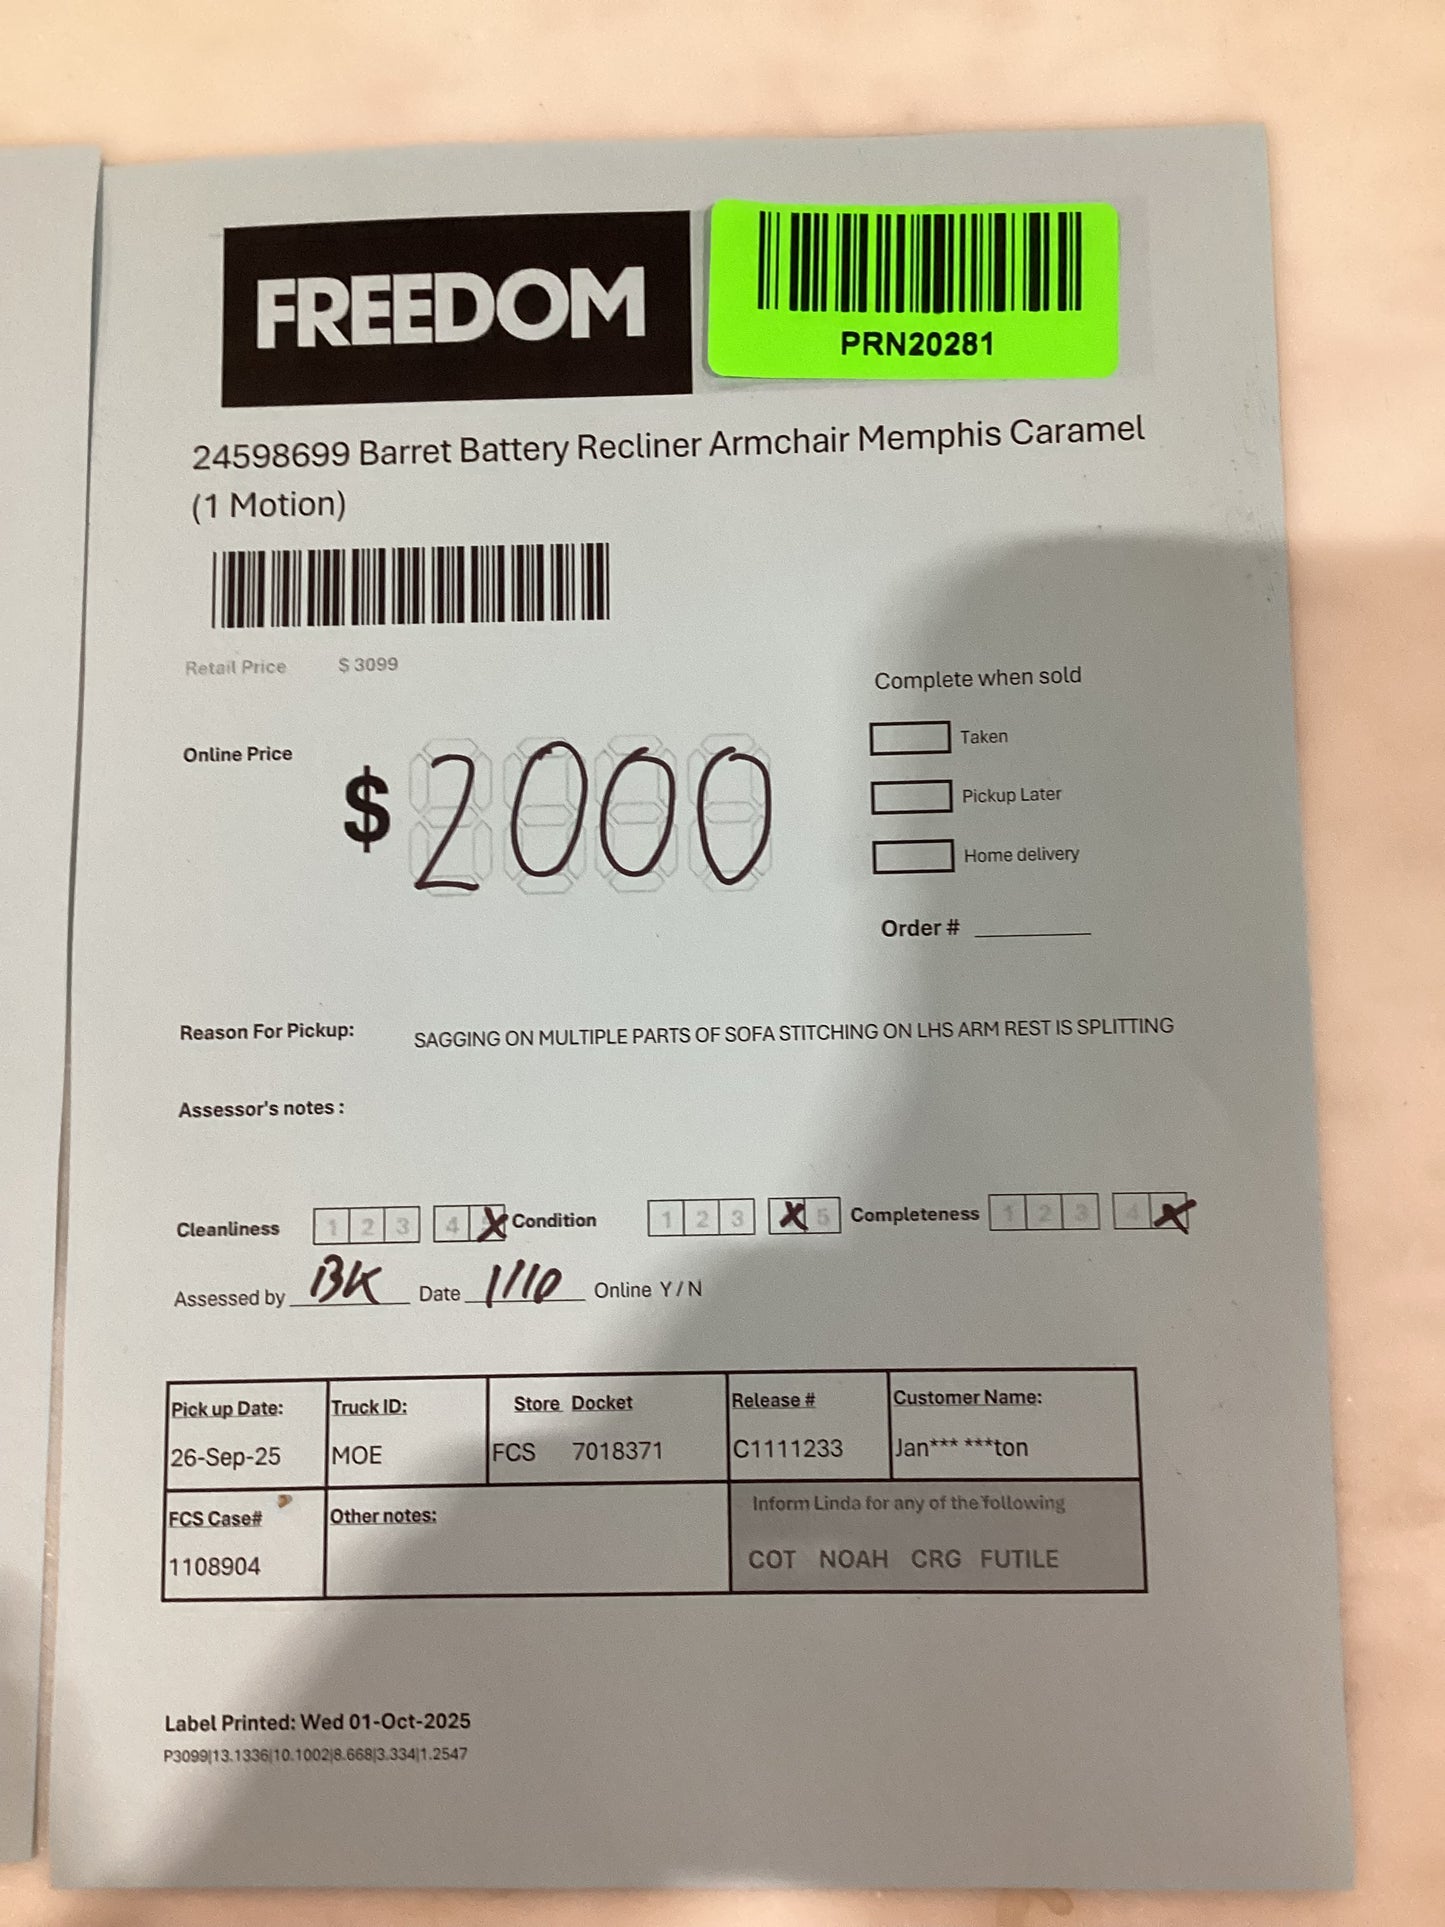 FREEDOM
PRN20281
24598699 Barret Battery Recliner Armchair Memphis Caramel
(1 Motion)
Retail Price $ 3099
Complete when sold
Online Price $ 2000
Taken
Pickup Later
Home delivery
Order #
Reason For Pickup: SAGGING ON MULTIPLE PARTS OF SOFA STITCHING ON LHS ARM REST IS SPLITTING
Assessor's notes :
Cleanliness 1 2 3 4 X Condition 1 2 3 X 5 Completeness 1 2 3 4 X
Assessed by BK Date 1/10 Online Y / N
Pick up Date: Truck ID: Store Docket Release # Customer Name:
26-Sep-25 MOE FCS 7018371 C1111233 Jan*** ***ton
FCS Case# Other notes: Inform Linda for any of the following
1108904 COT NOAH CRG FUTILE
Label Printed: Wed 01-Oct-2025
P3099|13.1336|10.1002|8.668|3.334|1.2547